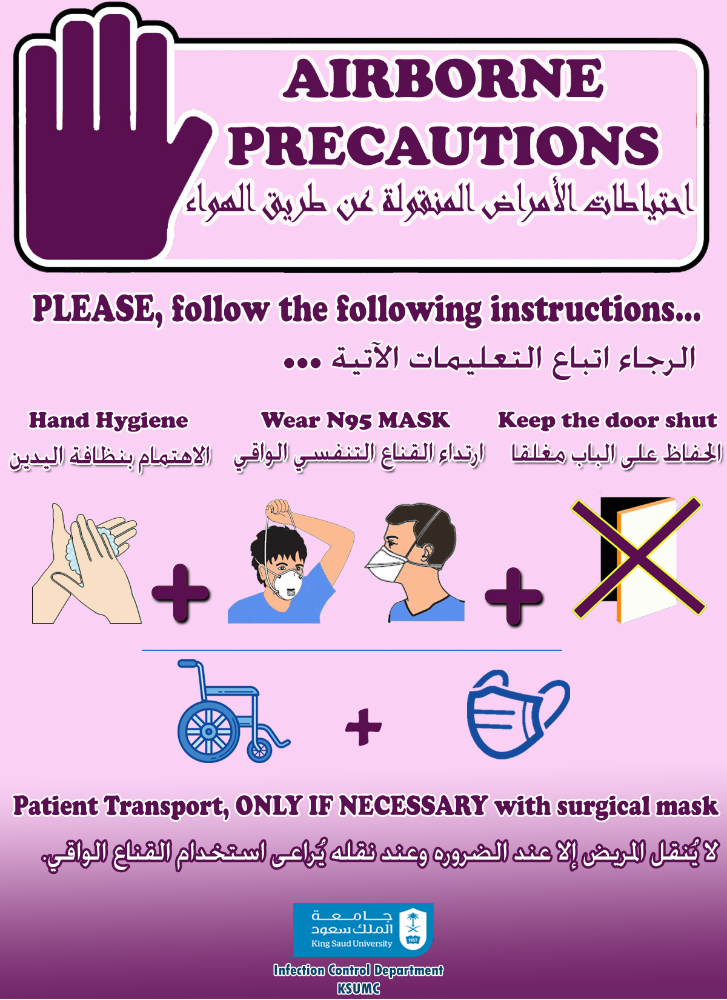 AIRBORNE
PRECAUTIONS
احتياطات الأمراض المنقولة عن طريق الهواء
PLEASE, follow the following instructions...
الرجاء اتباع التعليمات الآتية ...
Hand Hygiene
الاهتمام بنظافة اليدين
Wear N95 MASK
ارتداء القناع التنفسي الواقي
Keep the door shut
الحفاظ على الباب مغلقا
Patient Transport, ONLY IF NECESSARY with surgical mask
لا يُنقل المريض إلا عند الضروره وعند نقله يُراعى استخدام القناع الواقي.
جامعة
الملك سعود
King Saud University
1957
Infection Control Department
KSUMC